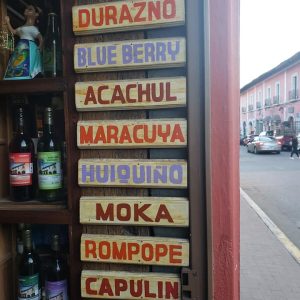 DURAZNO
BLUE BERRY
ACACHUL
MARACUYA
HUIQUIÑO
MOKA
ROMPOPE
CAPULIN